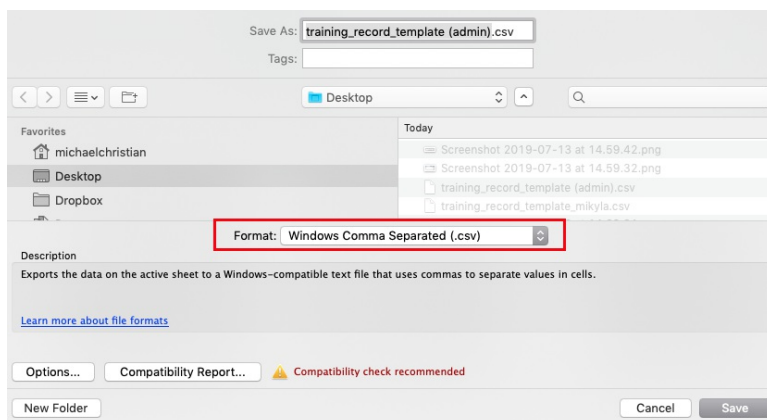 Save As: training_record_template (admin).csv
Tags:
Desktop
Favorites
michaelchristian
Desktop
Dropbox
Today
Screenshot 2019-07-13 at 14.59.42.png
Screenshot 2019-07-13 at 14.59.32.png
training_record_template (admin).csv
training_record_template_mikyla.csv
Format: Windows Comma Separated (.csv)
Description
Exports the data on the active sheet to a Windows-compatible text file that uses commas to separate values in cells.
Learn more about file formats
Options... Compatibility Report... Compatibility check recommended
New Folder Cancel Save